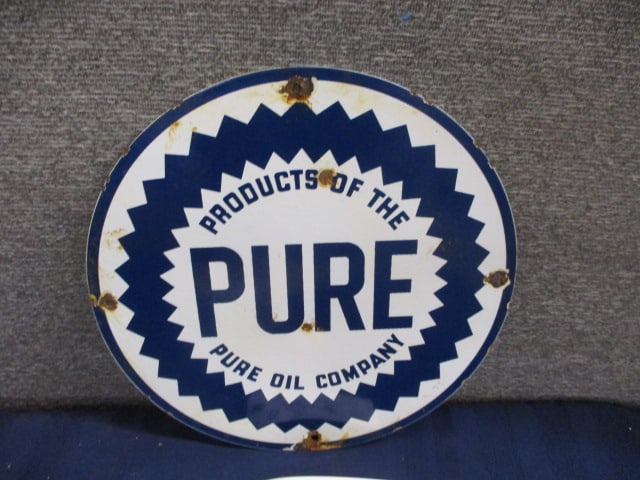 PRODUCTS OF THE
PURE
PURE OIL COMPANY